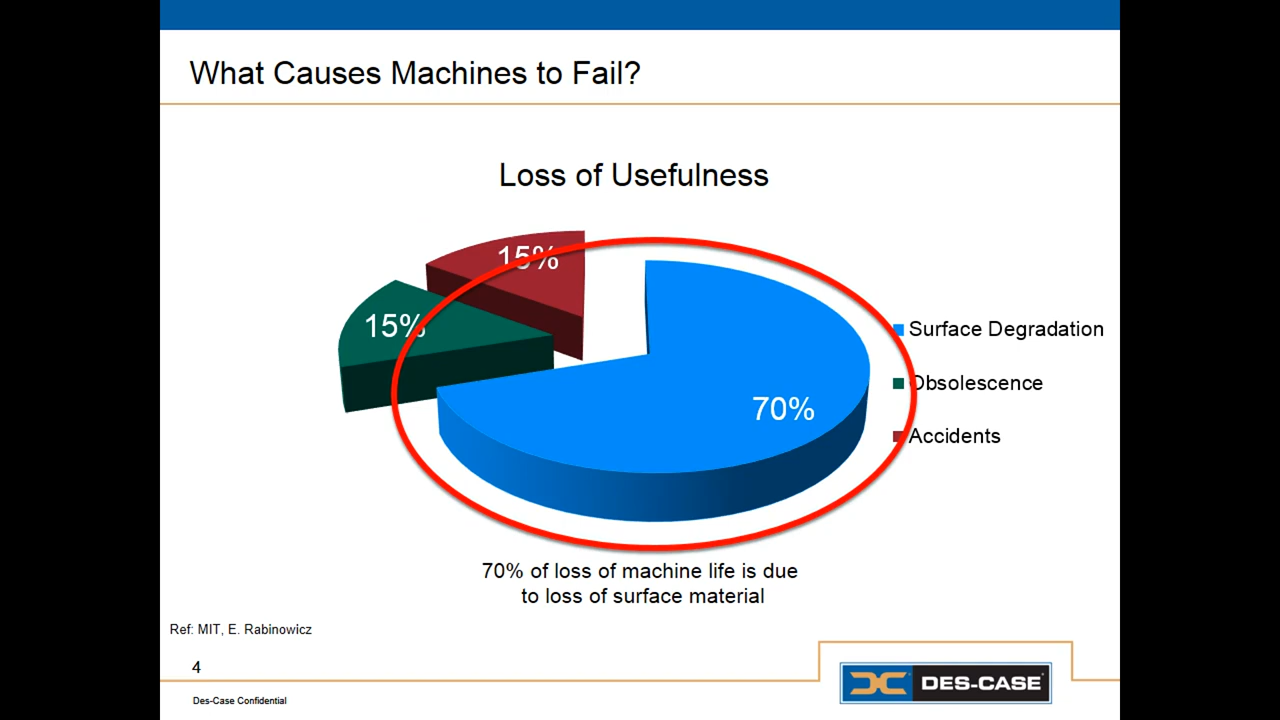 What Causes Machines to Fail?
Loss of Usefulness
15%
15%
70%
Surface Degradation
Obsolescence
Accidents
70% of loss of machine life is due
to loss of surface material
Ref: MIT, E. Rabinowicz
4
DES-CASE
Des-Case Confidential